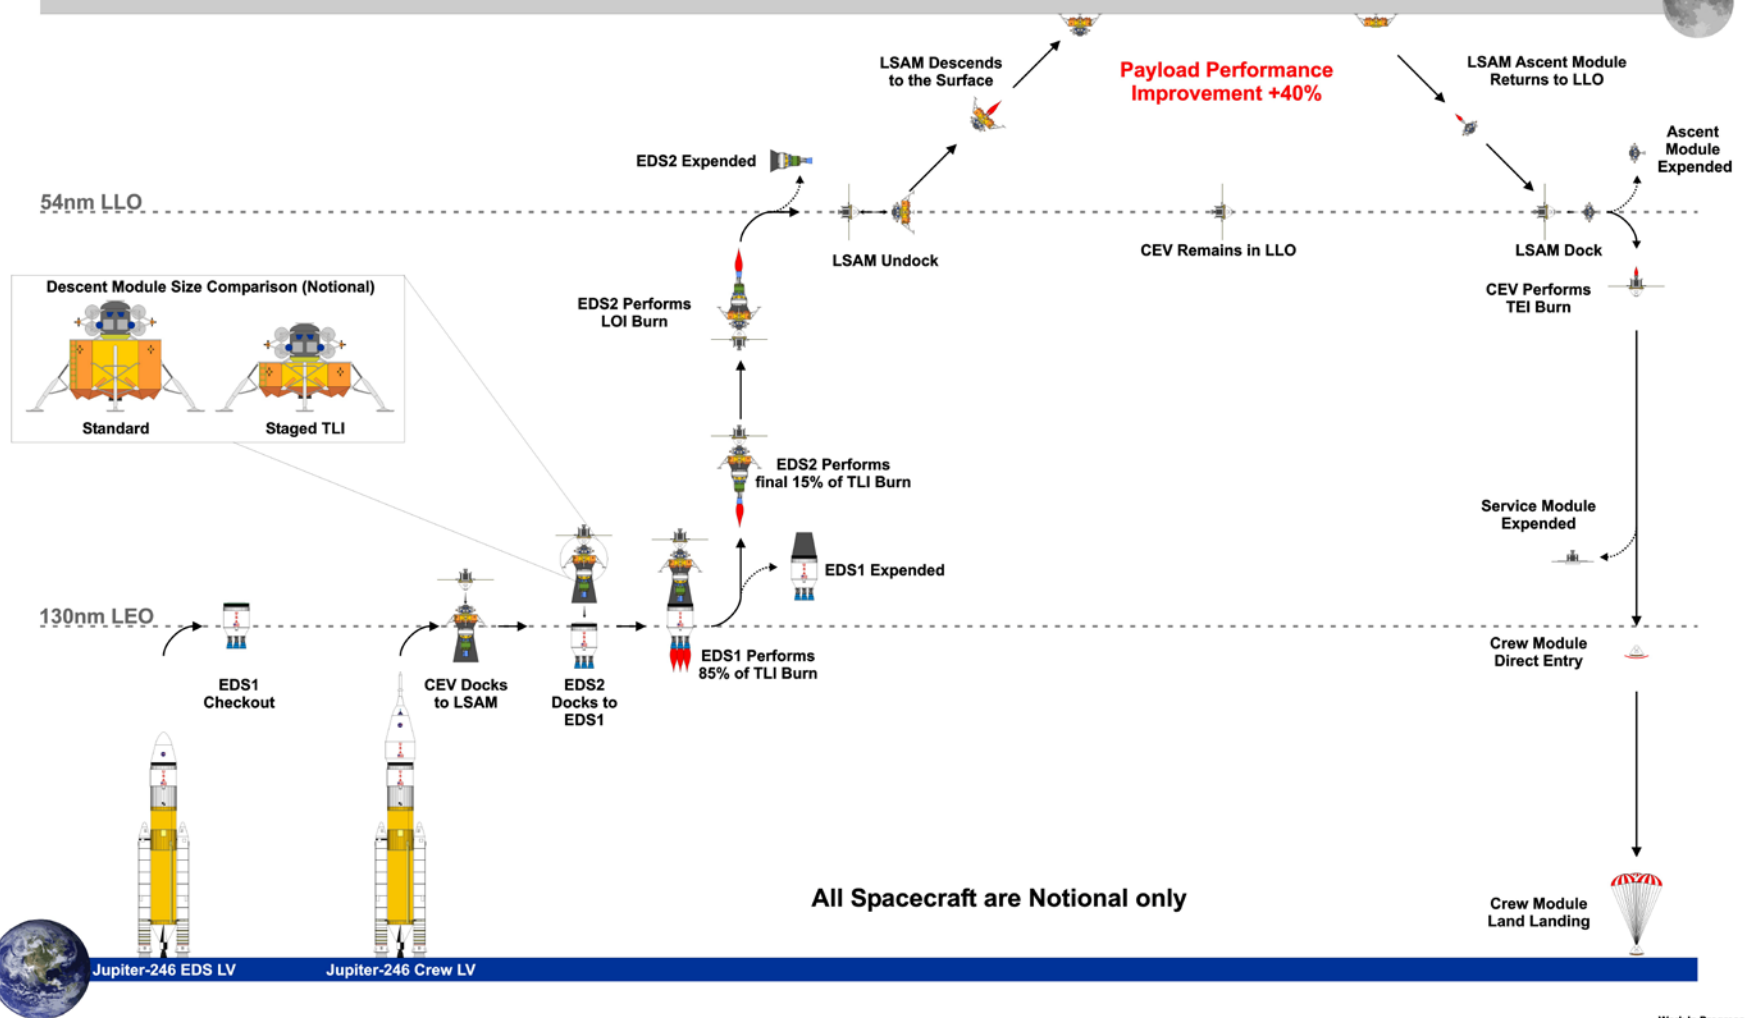 LSAM Descends
to the Surface
Payload Performance
Improvement +40%
LSAM Ascent Module
Returns to LLO
Ascent
Module
Expended
EDS2 Expended
54nm LLO
LSAM Undock
CEV Remains in LLO
LSAM Dock
Descent Module Size Comparison (Notional)
Standard
Staged TLI
EDS2 Performs
LOI Burn
CEV Performs
TEI Burn
EDS2 Performs
final 15% of TLI Burn
Service Module
Expended
EDS1 Expended
130nm LEO
EDS1
Checkout
CEV Docks
to LSAM
EDS2
Docks to
EDS1
EDS1 Performs
85% of TLI Burn
Crew Module
Direct Entry
All Spacecraft are Notional only
Crew Module
Land Landing
Jupiter-246 EDS LV
Jupiter-246 Crew LV